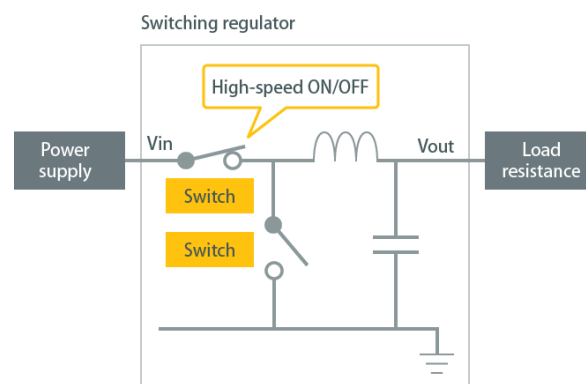 Switching regulator
High-speed ON/OFF
Power
supply
Vin
Vout
Load
resistance
Switch
Switch